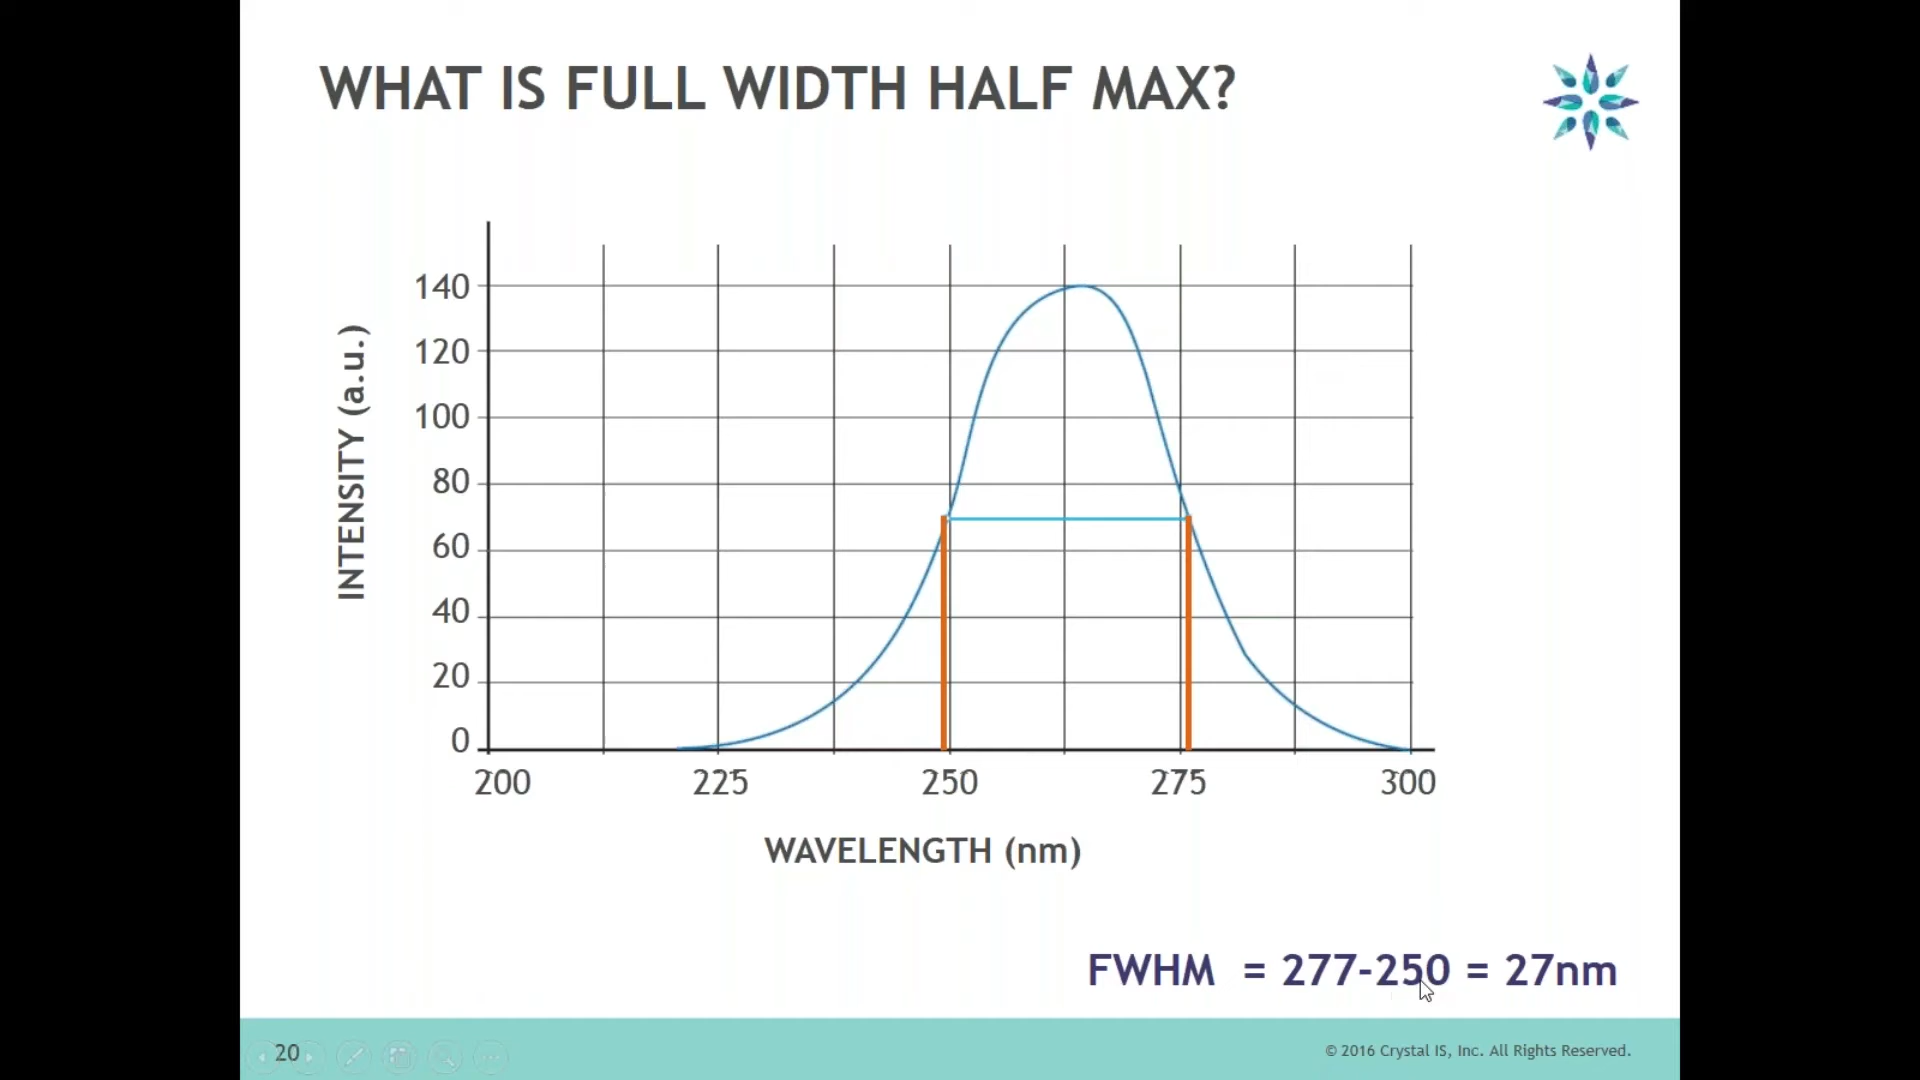 WHAT IS FULL WIDTH HALF MAX?
INTENSITY (a.u.)
140
120
100
80
60
40
20
0
200 225 250 275 300
WAVELENGTH (nm)
FWHM = 277-250 = 27nm
20
© 2016 Crystal IS, Inc. All Rights Reserved.